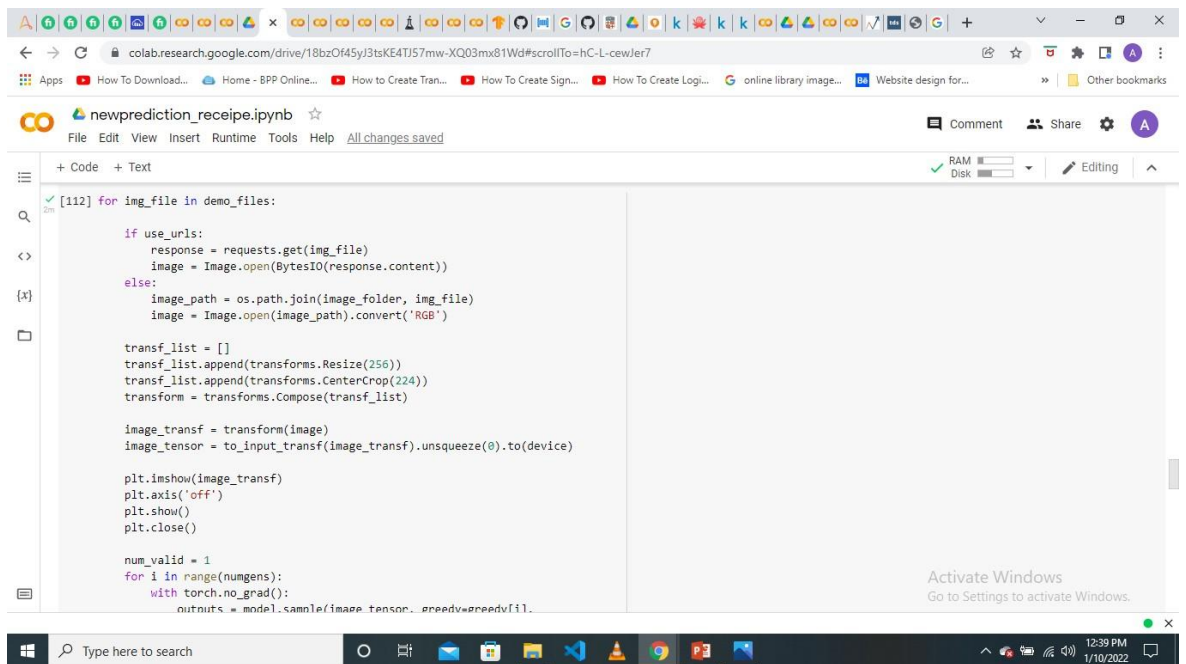 colab.research.google.com/drive/18bzOf45yJ3tsKE4TJ57mw-XQ03mx81Wd#scrollTo=hC-L-cewJer7
Apps How To Download... Home - BPP Online... How to Create Tran... How To Create Sign... How To Create Logi... online library image... Website design for... » Other bookmarks
newprediction_receipe.ipynb
Comment Share A
File Edit View Insert Runtime Tools Help All changes saved
+ Code + Text
RAM
Disk
Editing
[112] for img_file in demo_files:
2m
if use_urls:
response = requests.get(img_file)
image = Image.open(BytesIO(response.content))
else:
image_path = os.path.join(image_folder, img_file)
image = Image.open(image_path).convert('RGB')
transf_list = []
transf_list.append(transforms.Resize(256))
transf_list.append(transforms.CenterCrop(224))
transform = transforms.Compose(transf_list)
image_transf = transform(image)
image_tensor = to_input_transf(image_transf).unsqueeze(0).to(device)
plt.imshow(image_transf)
plt.axis('off')
plt.show()
plt.close()
num_valid = 1
for i in range(numgens):
with torch.no_grad():
outputs = model.sample(image_tensor, greedy=greedy[i],
Activate Windows
Go to Settings to activate Windows.
Type here to search
12:39 PM
1/10/2022